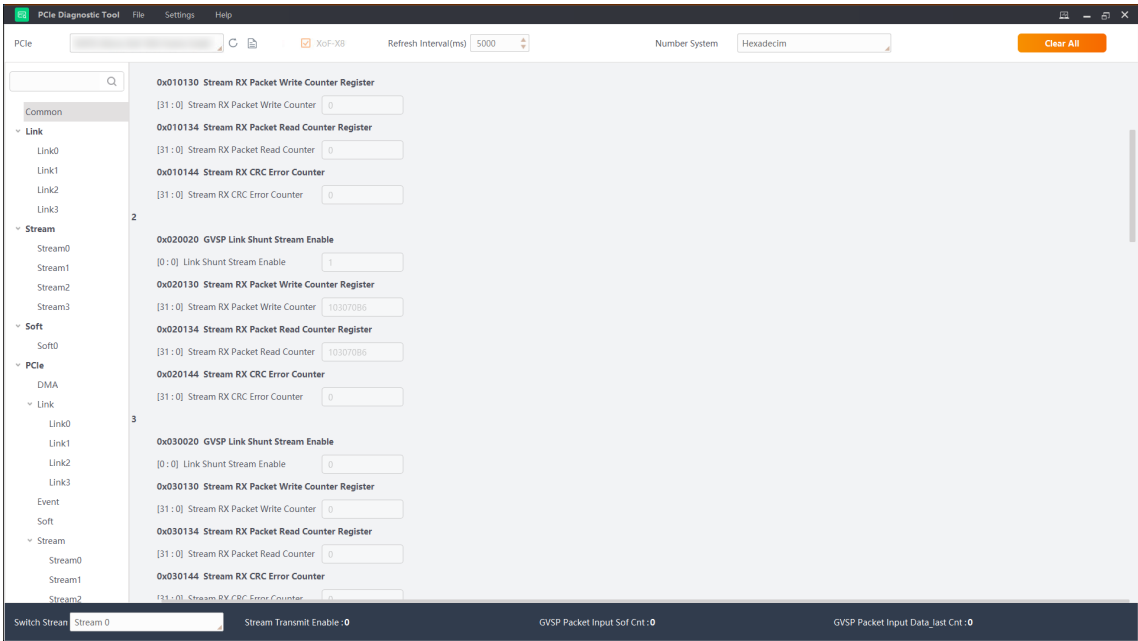 PCIe Diagnostic Tool File Settings Help
PCIe XoF-X8 Refresh Interval(ms) 5000 Number System Hexadecim Clear All
Common
Link
Link0
Link1
Link2
Link3
Stream
Stream0
Stream1
Stream2
Stream3
Soft
Soft0
PCIe
DMA
Link
Link0
Link1
Link2
Link3
Event
Soft
Stream
Stream0
Stream1
Stream2
0x010130 Stream RX Packet Write Counter Register
[31 : 0] Stream RX Packet Write Counter 0
0x010134 Stream RX Packet Read Counter Register
[31 : 0] Stream RX Packet Read Counter 0
0x010144 Stream RX CRC Error Counter
[31 : 0] Stream RX CRC Error Counter 0
2
0x020020 GVSP Link Shunt Stream Enable
[0 : 0] Link Shunt Stream Enable 1
0x020130 Stream RX Packet Write Counter Register
[31 : 0] Stream RX Packet Write Counter 103070B6
0x020134 Stream RX Packet Read Counter Register
[31 : 0] Stream RX Packet Read Counter 103070B6
0x020144 Stream RX CRC Error Counter
[31 : 0] Stream RX CRC Error Counter 0
3
0x030020 GVSP Link Shunt Stream Enable
[0 : 0] Link Shunt Stream Enable 0
0x030130 Stream RX Packet Write Counter Register
[31 : 0] Stream RX Packet Write Counter 0
0x030134 Stream RX Packet Read Counter Register
[31 : 0] Stream RX Packet Read Counter 0
0x030144 Stream RX CRC Error Counter
[31 : 0] Stream RX CRC Error Counter 0
Switch Strean Stream 0 Stream Transmit Enable :0 GVSP Packet Input Sof Cnt :0 GVSP Packet Input Data_last Cnt :0